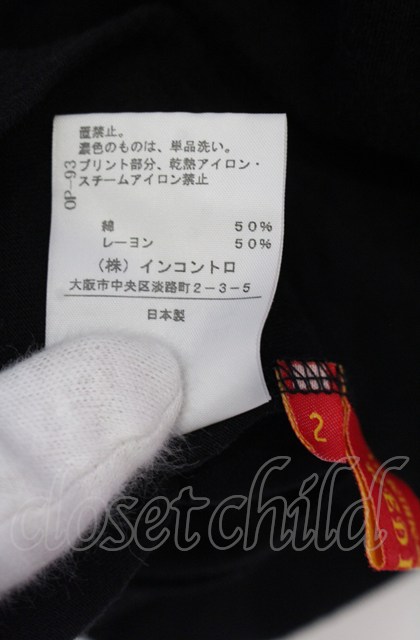 置禁止。
濃色のものは、単品洗い。
プリント部分、乾熱アイロン・
スチームアイロン禁止
OP-93
綿 50%
レーヨン 50%
(株)インコントロ
大阪市中央区淡路町2-3-5
日本製
2
closet child